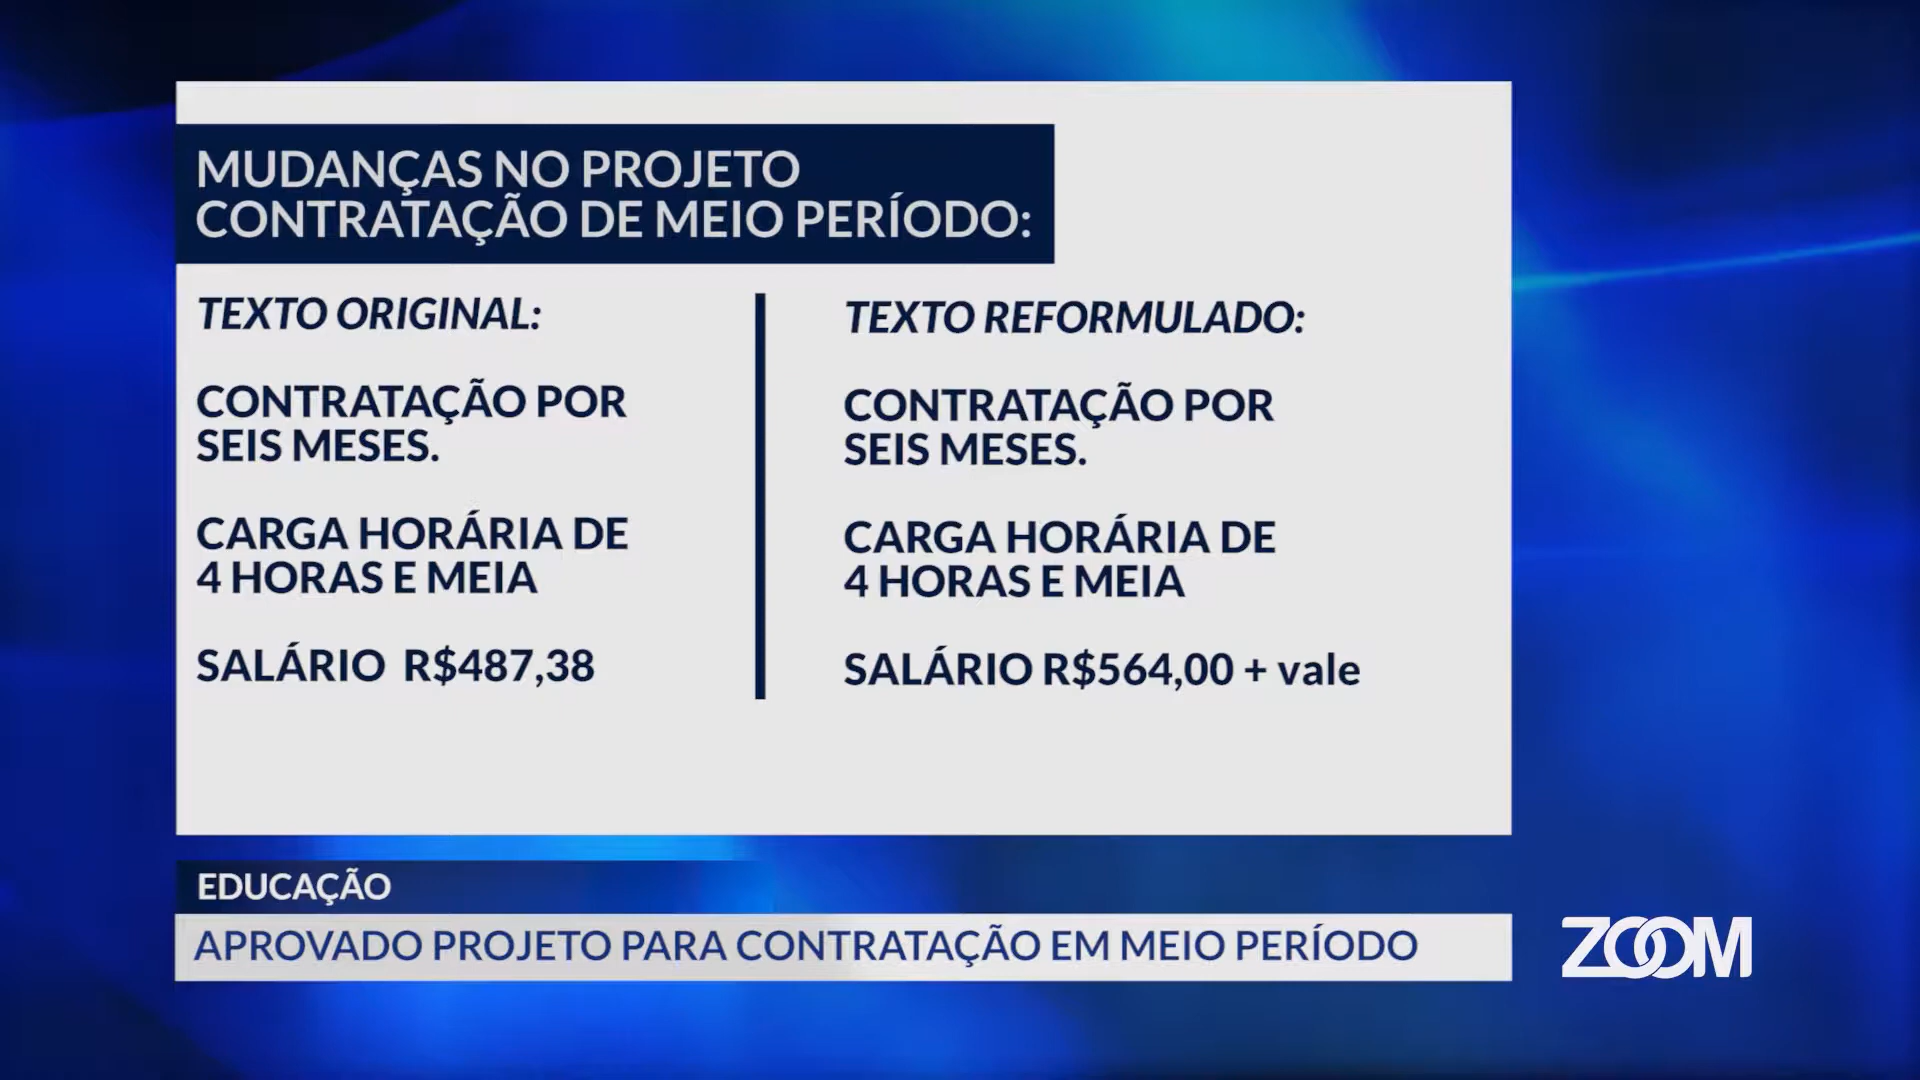 MUDANÇAS NO PROJETO
CONTRATAÇÃO DE MEIO PERÍODO:
TEXTO ORIGINAL:
CONTRATAÇÃO POR
SEIS MESES.
CARGA HORÁRIA DE
4 HORAS E MEIA
SALÁRIO R$487,38
TEXTO REFORMULADO:
CONTRATAÇÃO POR
SEIS MESES.
CARGA HORÁRIA DE
4 HORAS E MEIA
SALÁRIO R$564,00 + vale
EDUCAÇÃO
APROVADO PROJETO PARA CONTRATAÇÃO EM MEIO PERÍODO
ZOOM